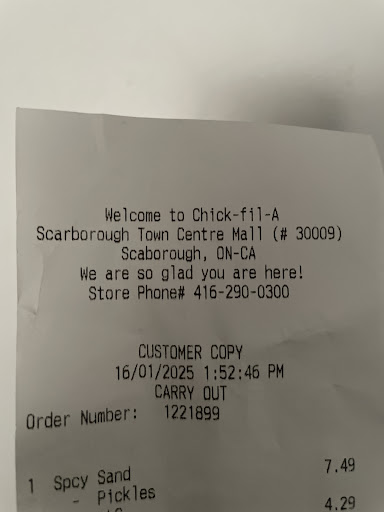 Welcome to Chick-fil-A
Scarborough Town Centre Mall (# 30009)
Scaborough, ON-CA
We are so glad you are here!
Store Phone# 416-290-0300
CUSTOMER COPY
16/01/2025 1:52:46 PM
CARRY OUT
Order Number: 1221899
1 Spcy Sand 7.49
- Pickles
4.29